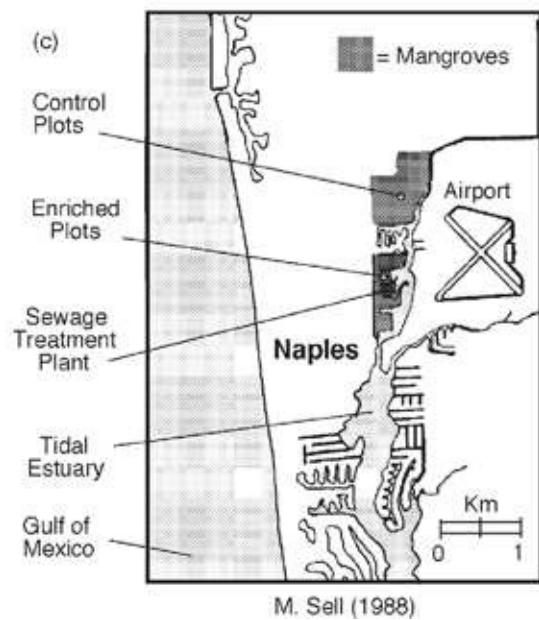 (c)
= Mangroves
Control
Plots
Airport
Enriched
Plots
Sewage
Treatment
Plant
Naples
Tidal
Estuary
Gulf of
Mexico
Km
0 1
M. Sell (1988)